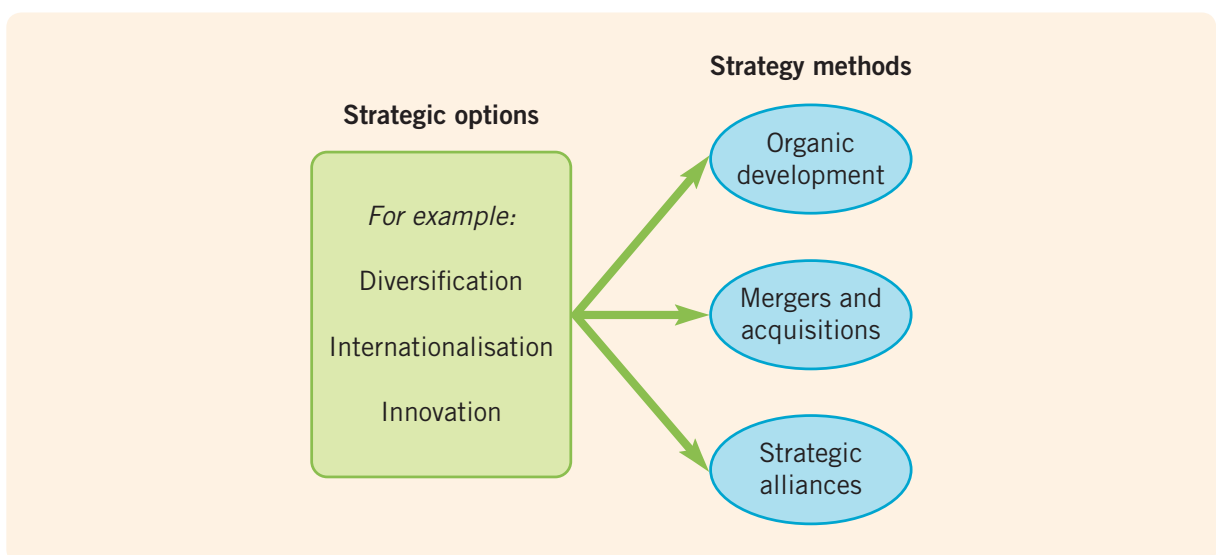 Strategic options
For example:
Diversification
Internationalisation
Innovation
Strategy methods
Organic
development
Mergers and
acquisitions
Strategic
alliances